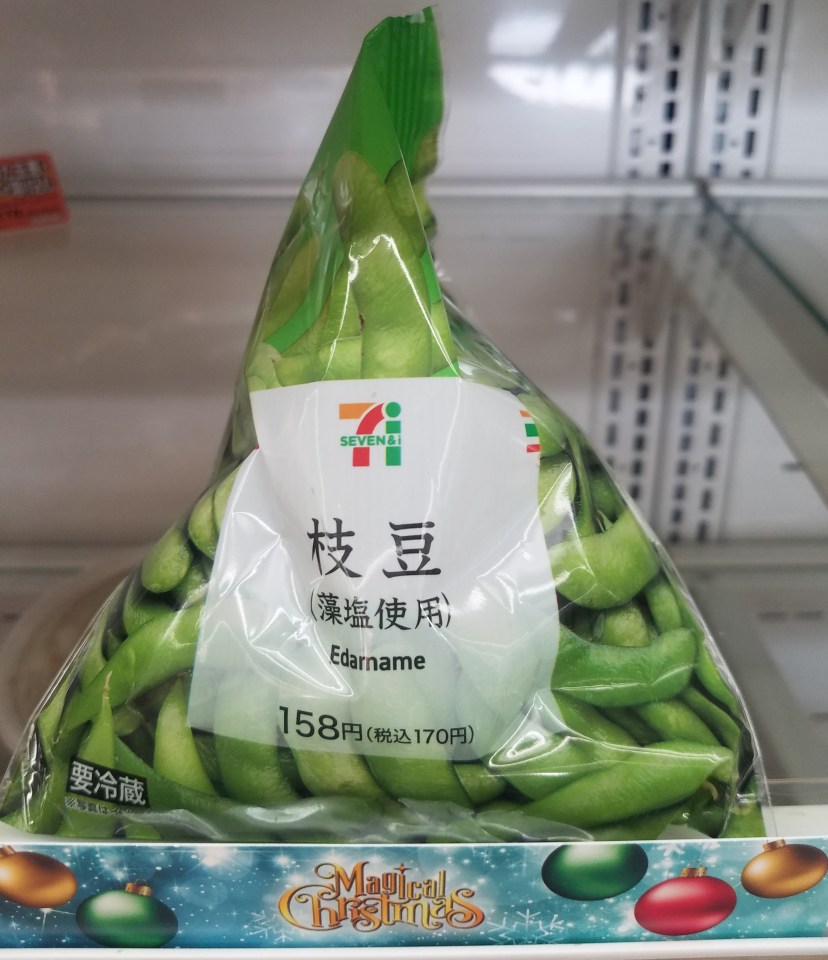 SEVEN&i
枝豆
(藻塩使用)
Edamame
158円(税込170円)
要冷蔵
Magical
Christmas